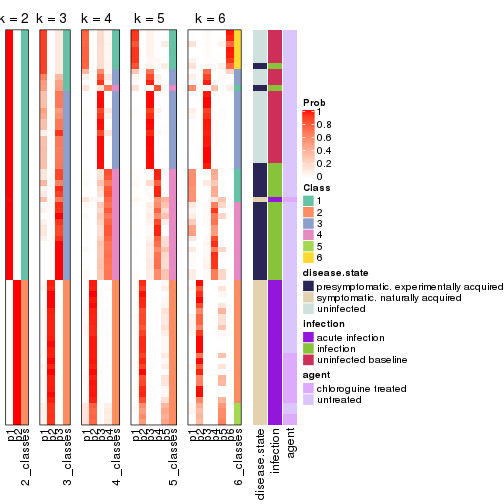 k = 2 k = 3 k = 4 k = 5 k = 6
Prob
1
0.8
0.6
0.4
0.2
0
Class
1
2
3
4
5
6
disease.state
presymptomatic. experimentally acquired
symptomatic. naturally acquired
uninfected
infection
acute infection
infection
uninfected baseline
agent
chloroguine treated
untreated
p1
p2
2_classes
p1
p2
p3
3_classes
p1
p2
p3
p4
4_classes
p1
p2
p3
p4
p5
5_classes
p1
p2
p3
p4
p5
p6
6_classes
disease.state
infection
agent